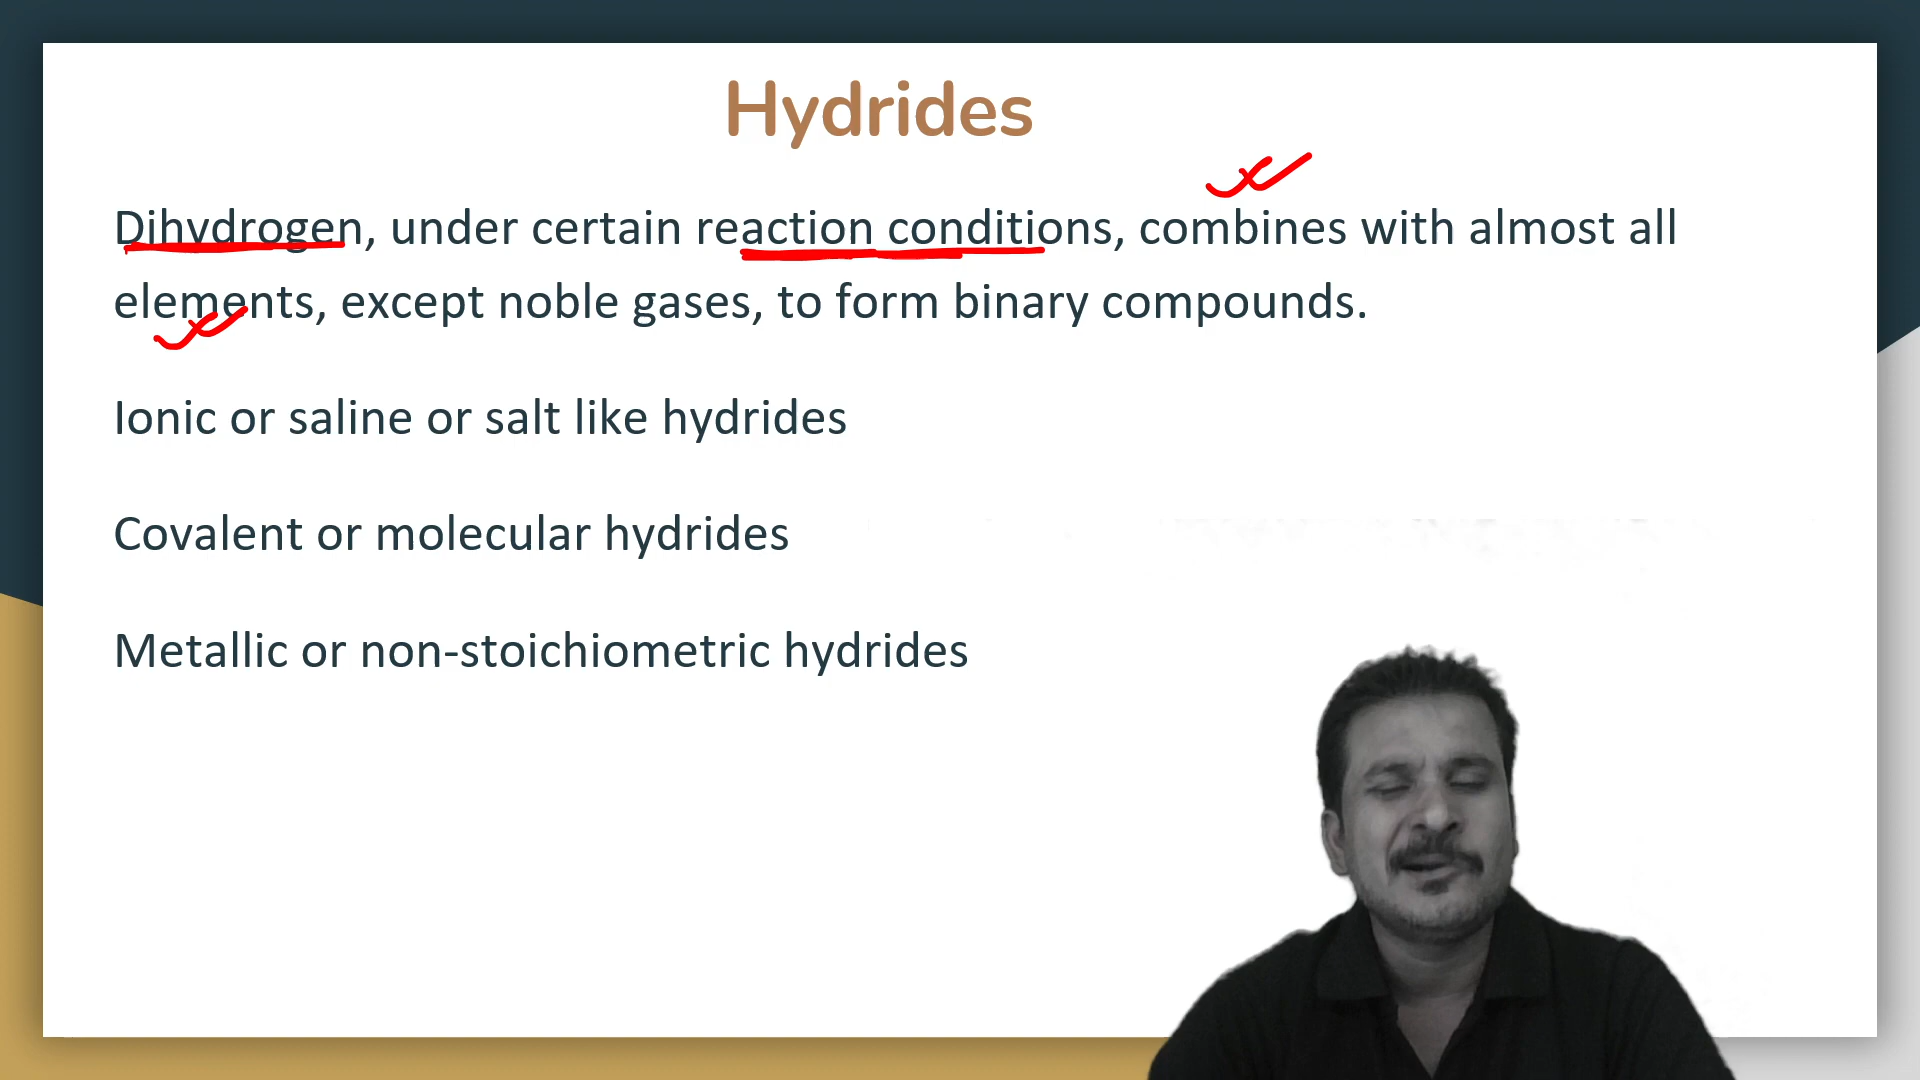 Hydrides
Dihydrogen, under certain reaction conditions, combines with almost all
elements, except noble gases, to form binary compounds.
Ionic or saline or salt like hydrides
Covalent or molecular hydrides
Metallic or non-stoichiometric hydrides